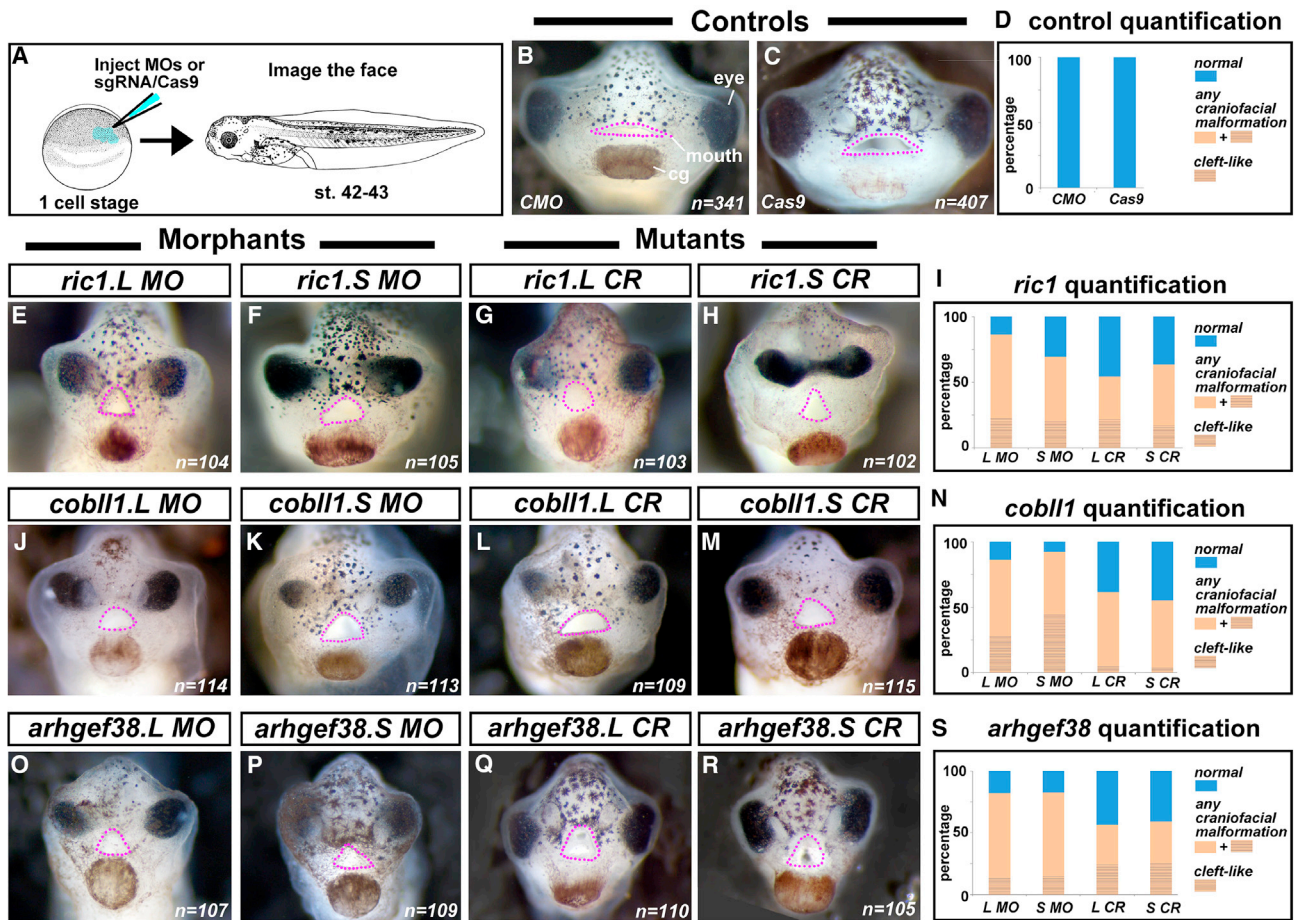 Controls
A
Inject MOs or
sgRNA/Cas9
Image the face
1 cell stage
st. 42-43
B
eye
mouth
cg
CMO
n=341
C
Cas9
n=407
D control quantification
percentage
100
50
0
CMO Cas9
normal
any
craniofacial
malformation
+
cleft-like
Morphants
Mutants
ric1.L MO
ric1.S MO
ric1.L CR
ric1.S CR
E
n=104
F
n=105
G
n=103
H
n=102
I
ric1 quantification
percentage
100
50
0
L MO S MO L CR S CR
normal
any
craniofacial
malformation
+
cleft-like
cobll1.L MO
cobll1.S MO
cobll1.L CR
cobll1.S CR
J
n=114
K
n=113
L
n=109
M
n=115
N
cobll1 quantification
percentage
100
50
0
L MO S MO L CR S CR
normal
any
craniofacial
malformation
+
cleft-like
arhgef38.L MO
arhgef38.S MO
arhgef38.L CR
arhgef38.S CR
O
n=107
P
n=109
Q
n=110
R
n=105
S
arhgef38 quantification
percentage
100
50
0
L MO S MO L CR S CR
normal
any
craniofacial
malformation
+
cleft-like